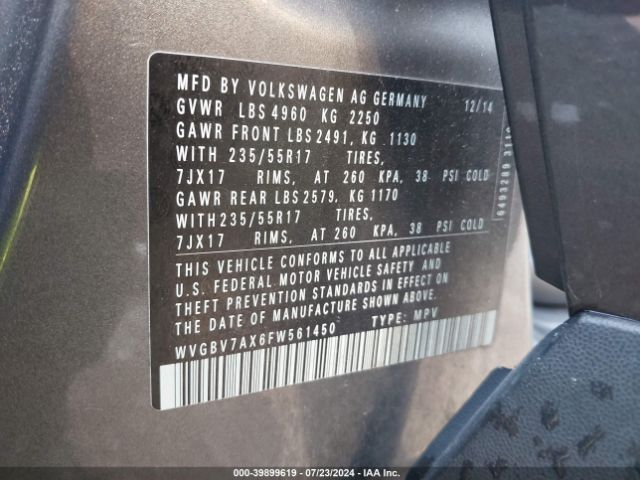 MFD BY VOLKSWAGEN AG GERMANY 12/14
GVWR LBS 4960 KG 2250
GAWR FRONT LBS 2491, KG 1130
WITH 235/55R17 TIRES,
7JX17 RIMS, AT 260 KPA, 38 PSI COLD
GAWR REAR LBS 2579, KG 1170
WITH 235/55R17 TIRES,
7JX17 RIMS, AT 260 KPA, 38 PSI COLD
THIS VEHICLE CONFORMS TO ALL APPLICABLE
U.S. FEDERAL MOTOR VEHICLE SAFETY AND
THEFT PREVENTION STANDARDS IN EFFECT ON
THE DATE OF MANUFACTURE SHOWN ABOVE.
WVGBV7AX6FW561450 TYPE: MPV
6493289
000-39899619 - 07/23/2024 - IAA Inc.